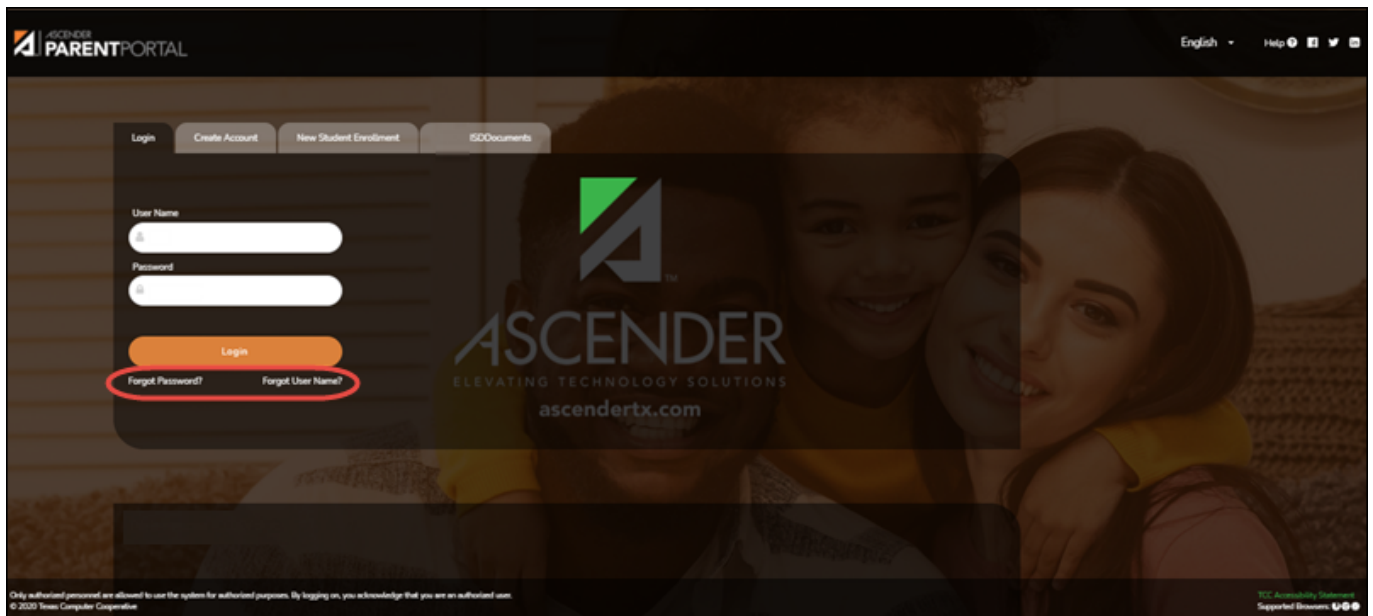 ASCENDER
PARENTPORTAL
English
Help
Login
Create Account
New Student Enrollment
ISDDocuments
User Name
Password
Login
Forgot Password?
Forgot User Name?
TM
ASCENDER
ELEVATING TECHNOLOGY SOLUTIONS
ascendertx.com
Only authorized personnel are allowed to use the system for authorized purposes. By logging on, you acknowledge that you are an authorized user.
© 2020 Texas Computer Cooperative
TCC Accessibility Statement
Supported Browsers: